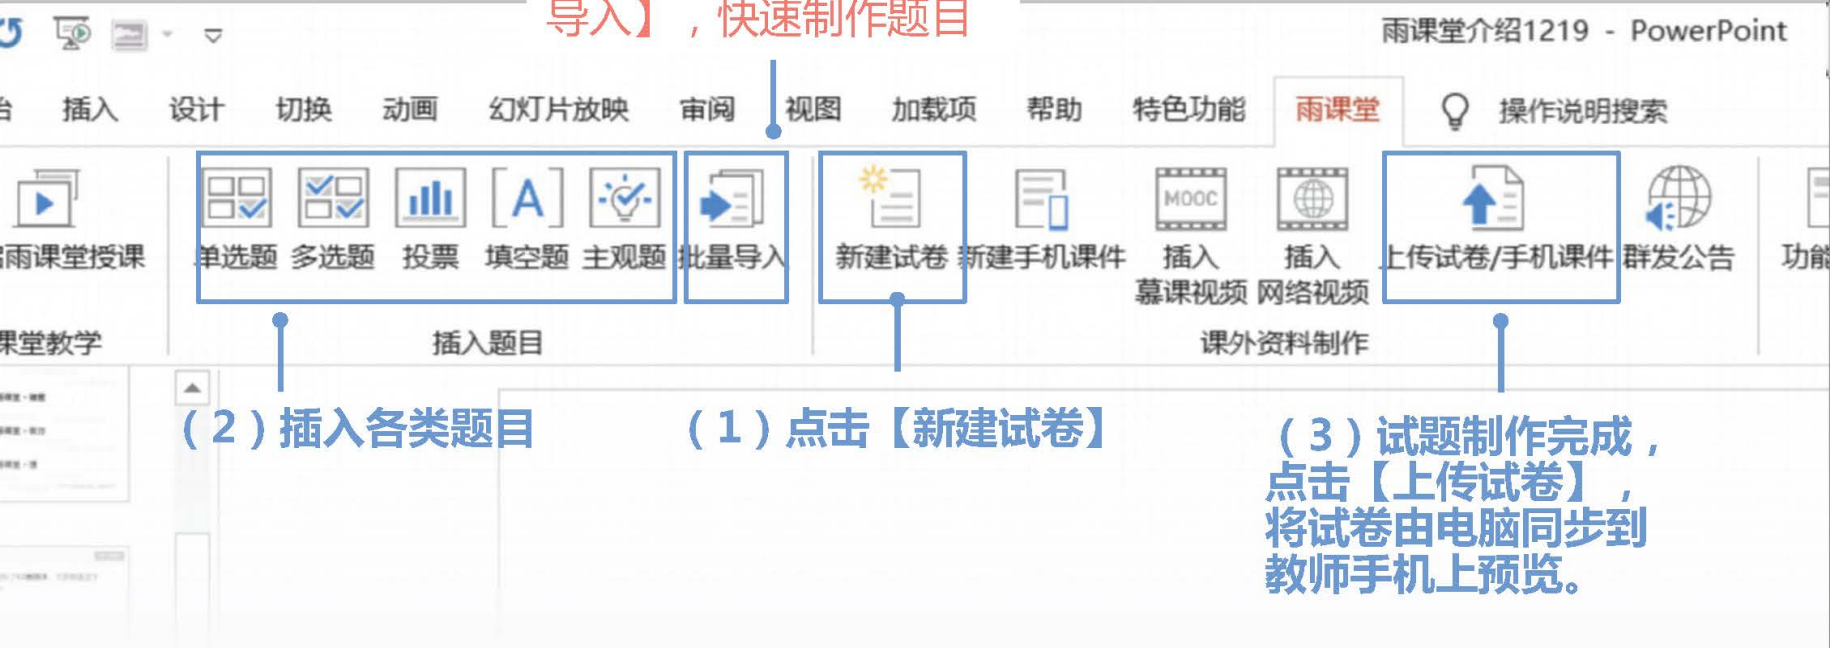 导入】，快速制作题目
雨课堂介绍1219 - PowerPoint
插入 设计 切换 动画 幻灯片放映 审阅 视图 加载项 帮助 特色功能 雨课堂 操作说明搜索
雨课堂授课 单选题 多选题 投票 填空题 主观题 批量导入 新建试卷 新建手机课件 插入 插入 上传试卷/手机课件 群发公告 功能
A
MOOC
慕课视频 网络视频
课堂教学 插入题目 课外资料制作
（2）插入各类题目
（1）点击【新建试卷】
（3）试题制作完成，
点击【上传试卷】，
将试卷由电脑同步到
教师手机上预览。